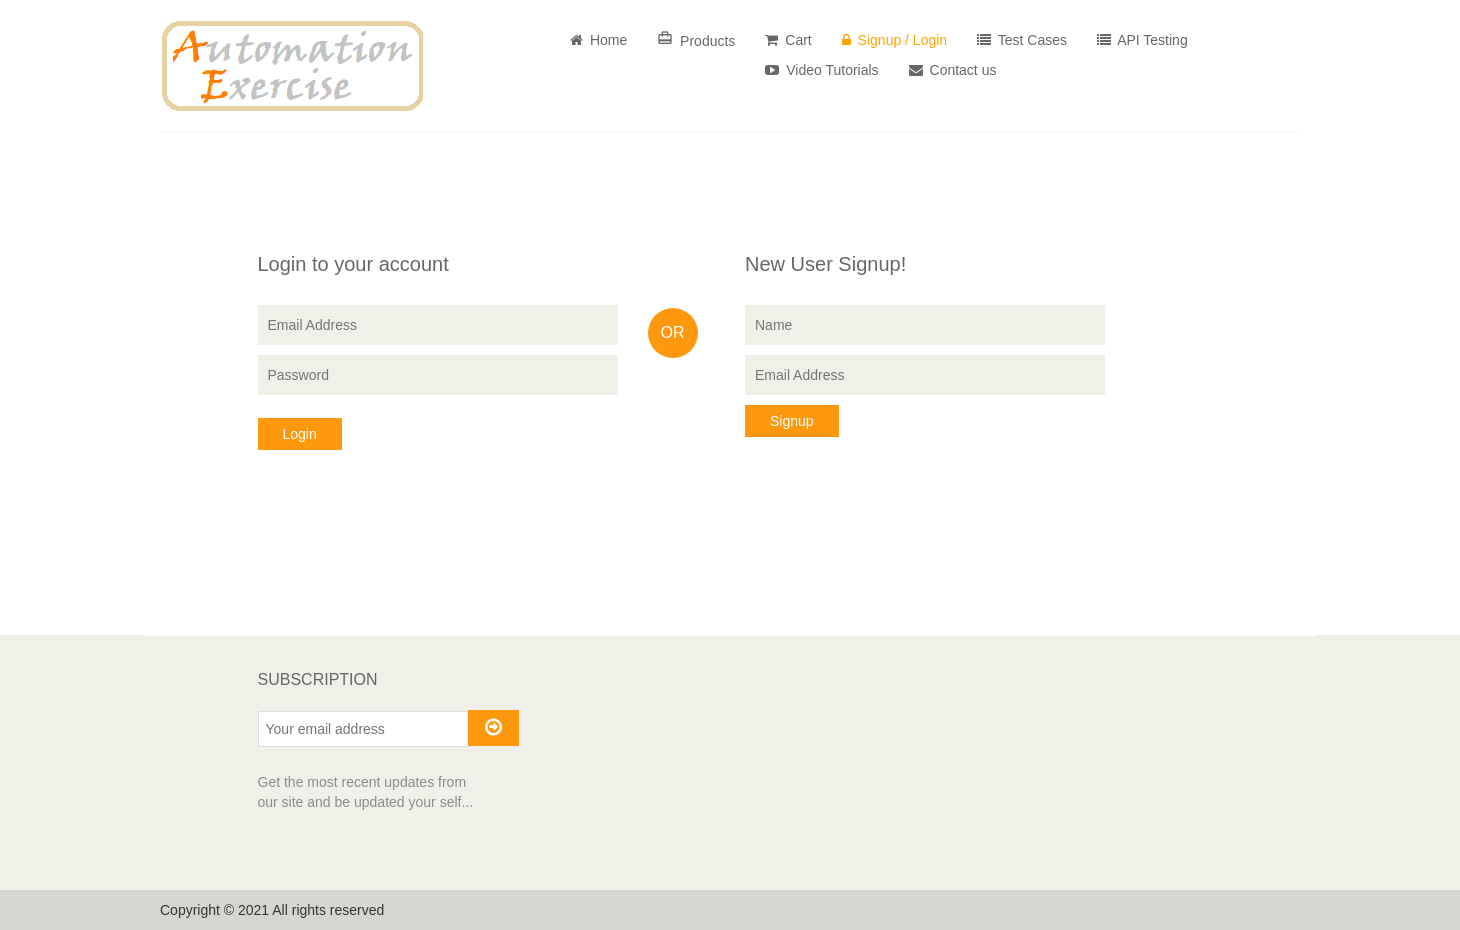 Automation
Exercise
Home Products Cart Signup / Login Test Cases API Testing
Video Tutorials Contact us
Login to your account
Email Address
Password
Login
OR
New User Signup!
Name
Email Address
Signup
SUBSCRIPTION
Your email address
Get the most recent updates from
our site and be updated your self...
Copyright © 2021 All rights reserved